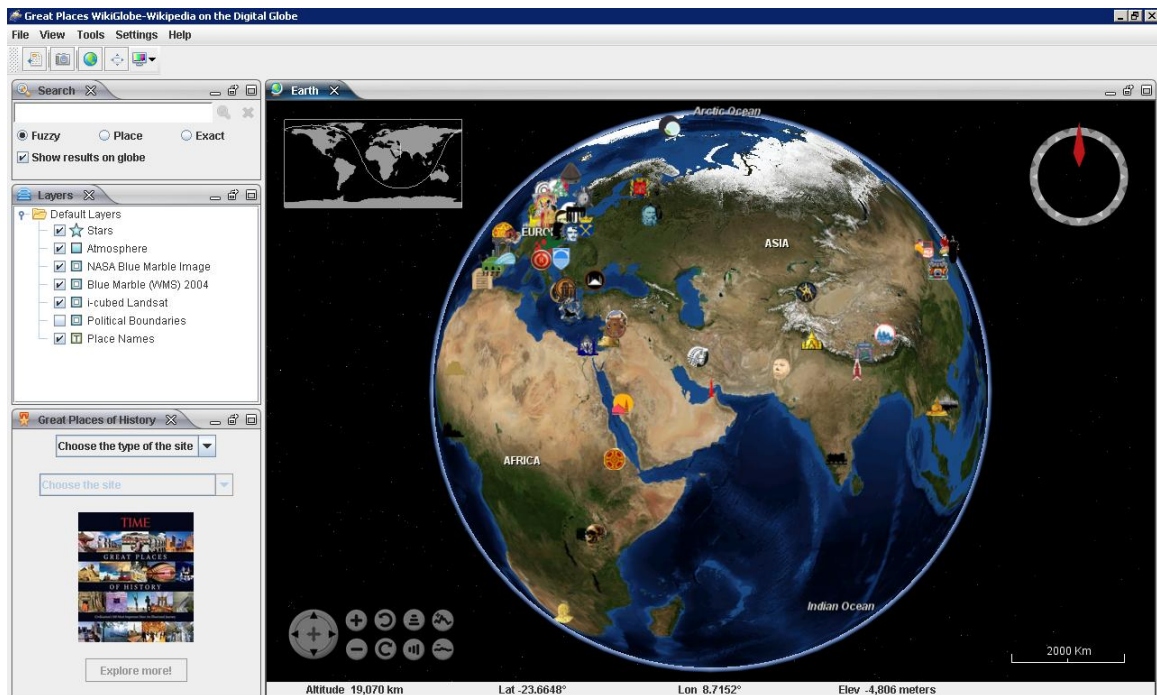 Great Places WikiGlobe-Wikipedia on the Digital Globe
File View Tools Settings Help
Search
Fuzzy Place Exact
Show results on globe
Layers
Default Layers
Stars
Atmosphere
NASA Blue Marble Image
Blue Marble (WMS) 2004
i-cubed Landsat
Political Boundaries
Place Names
Great Places of History
Choose the type of the site
Choose the site
TIME
GREAT PLACES
OF HISTORY
Explore more!
Earth
Arctic Ocean
EUROPE
ASIA
AFRICA
Indian Ocean
2000 Km
Altitude 19,070 km Lat -23.6648° Lon 8.7152° Elev -4,806 meters